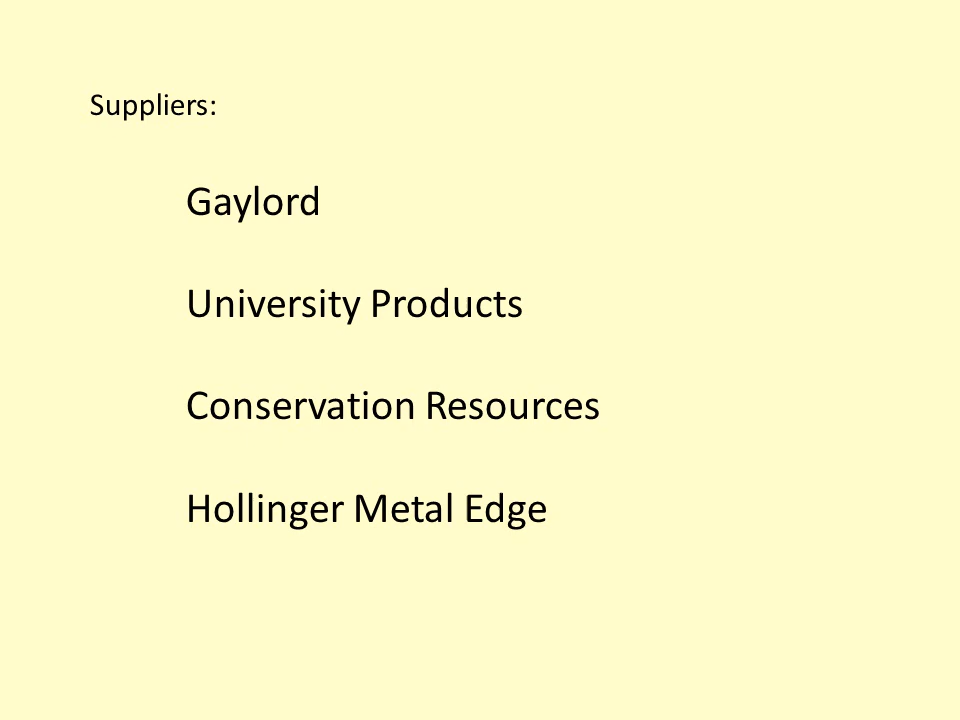 Suppliers:
Gaylord
University Products
Conservation Resources
Hollinger Metal Edge